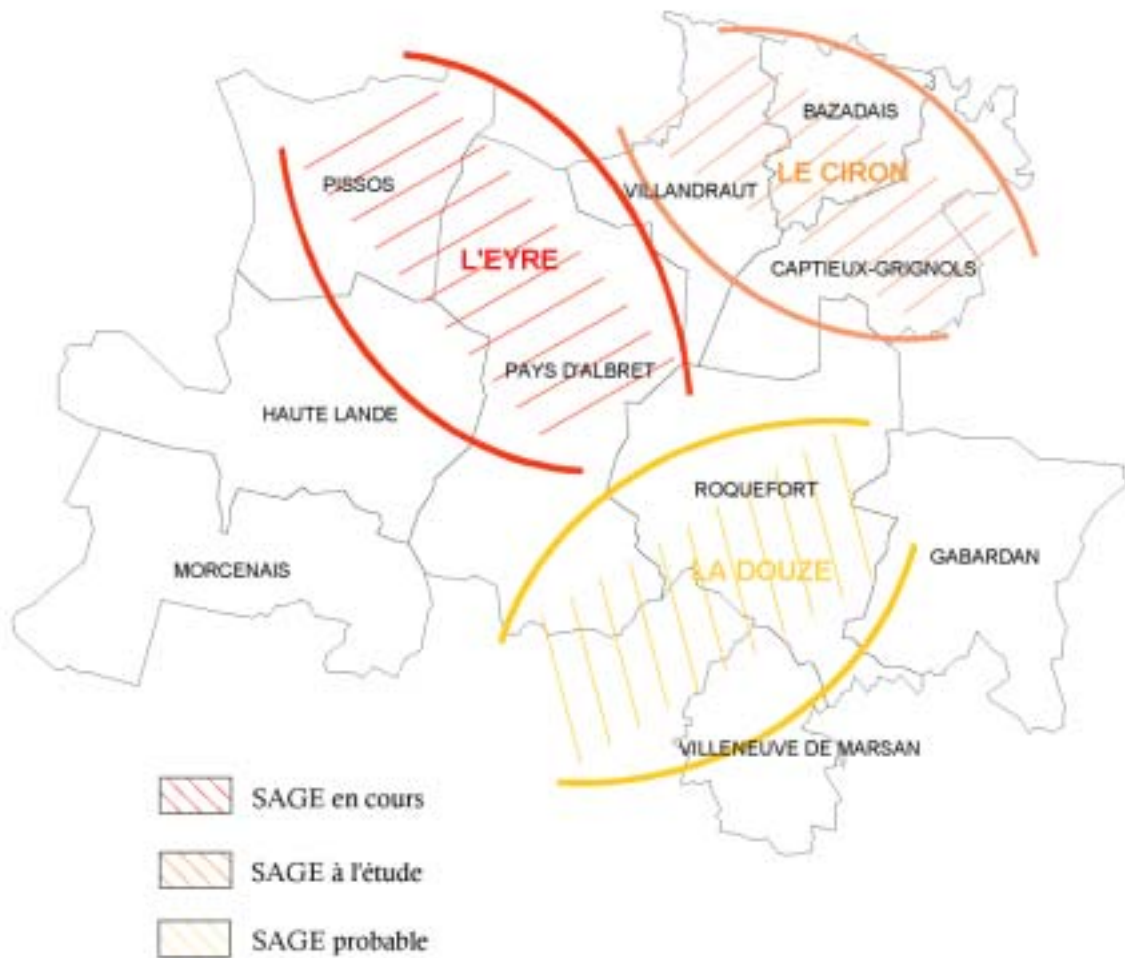 BAZADAIS
LE CIRON
PISSOS
VILLANDRAUT
L'EYRE
CAPTIEUX-GRIGNOLS
PAYS D'ALBRET
HAUTE LANDE
ROQUEFORT
GABARDAN
MORCENAIS
LA DOUZE
VILLENEUVE DE MARSAN
SAGE en cours
SAGE à l'étude
SAGE probable